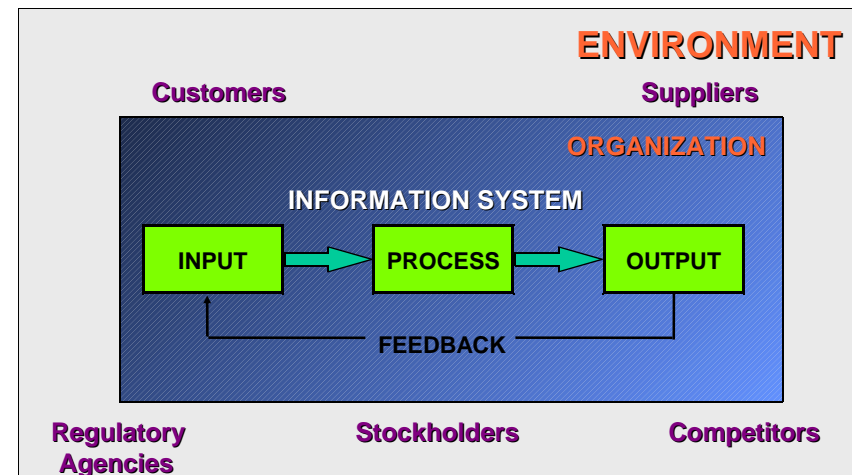 ENVIRONMENT
Customers Suppliers
ORGANIZATION
INFORMATION SYSTEM
INPUT PROCESS OUTPUT
FEEDBACK
Regulatory Stockholders Competitors
Agencies